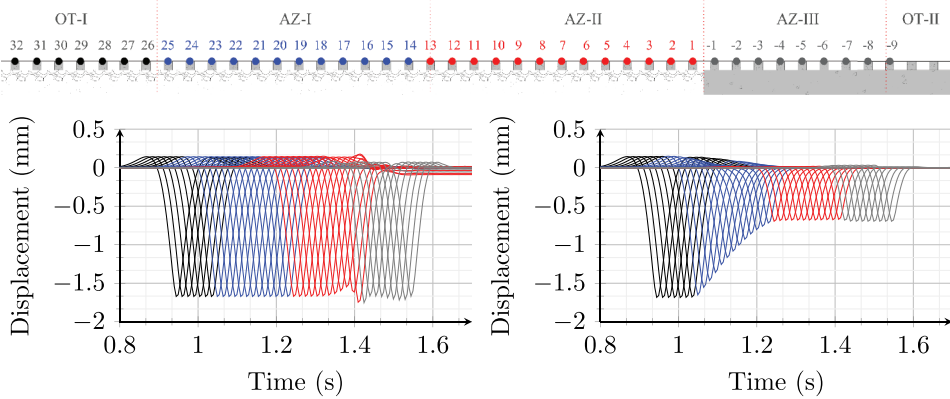 OT-I AZ-I AZ-II AZ-III OT-II
32 31 30 29 28 27 26 25 24 23 22 21 20 19 18 17 16 15 14 13 12 11 10 9 8 7 6 5 4 3 2 1 -1 -2 -3 -4 -5 -6 -7 -8 -9
Displacement (mm)
0.5
0
−0.5
−1
−1.5
−2
0.8 1 1.2 1.4 1.6
Time (s)
Displacement (mm)
0.5
0
−0.5
−1
−1.5
−2
0.8 1 1.2 1.4 1.6
Time (s)